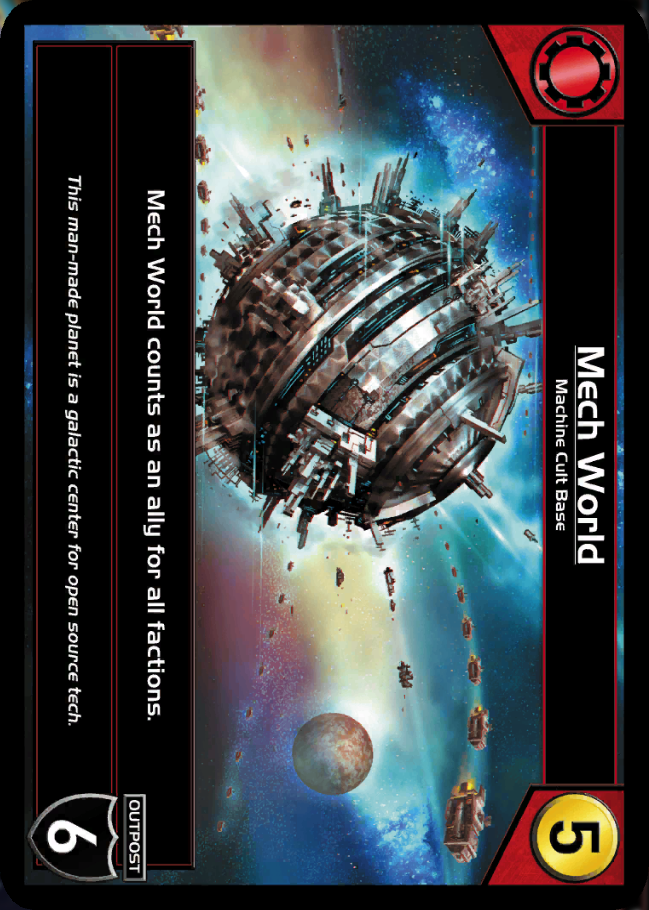 Mech World
Machine Cult Base
5
Mech World counts as an ally for all factions.
This man-made planet is a galactic center for open source tech.
OUTPOST
6